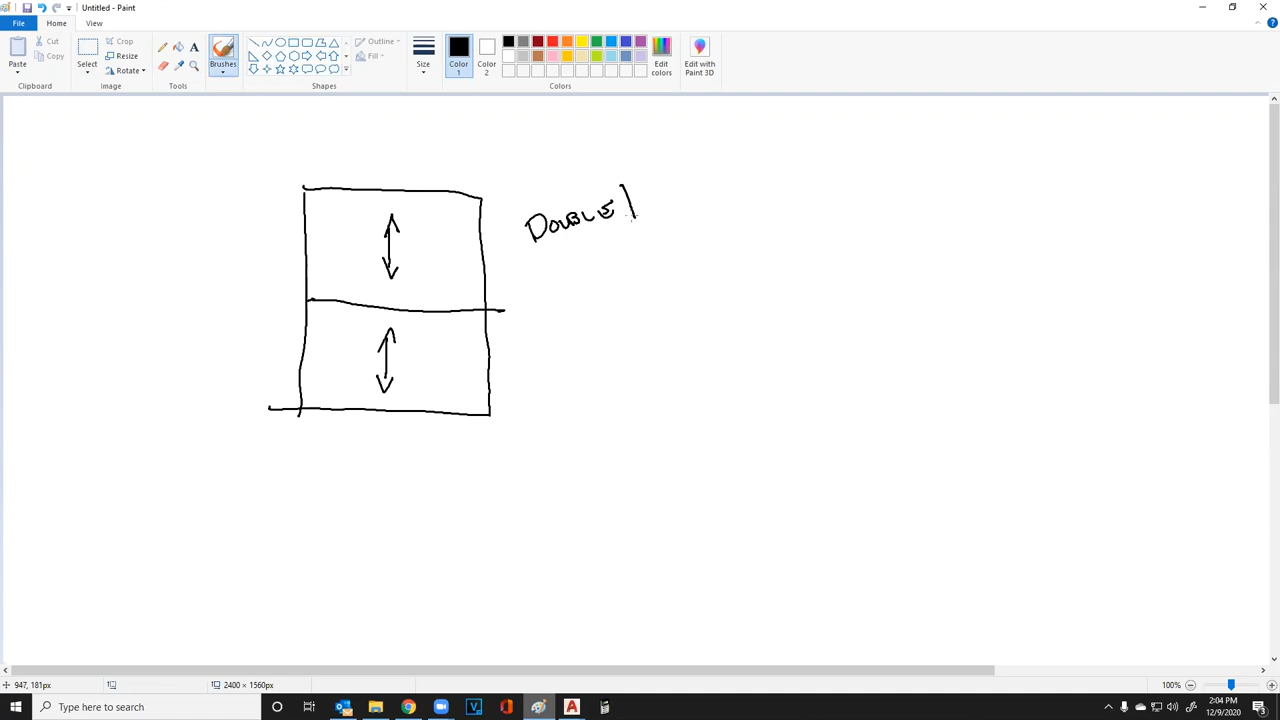 Untitled - Paint
File
Home
View
Paste
Cut
Copy
Clipboard
Select
Crop
Resize
Rotate
Image
Tools
Brushes
Shapes
Outline
Fill
Size
Color 1
Color 2
Edit colors
Edit with Paint 3D
Colors
DOUBLE
947, 181px
2400 × 1560px
100%
Type here to search
2:04 PM
12/9/2020